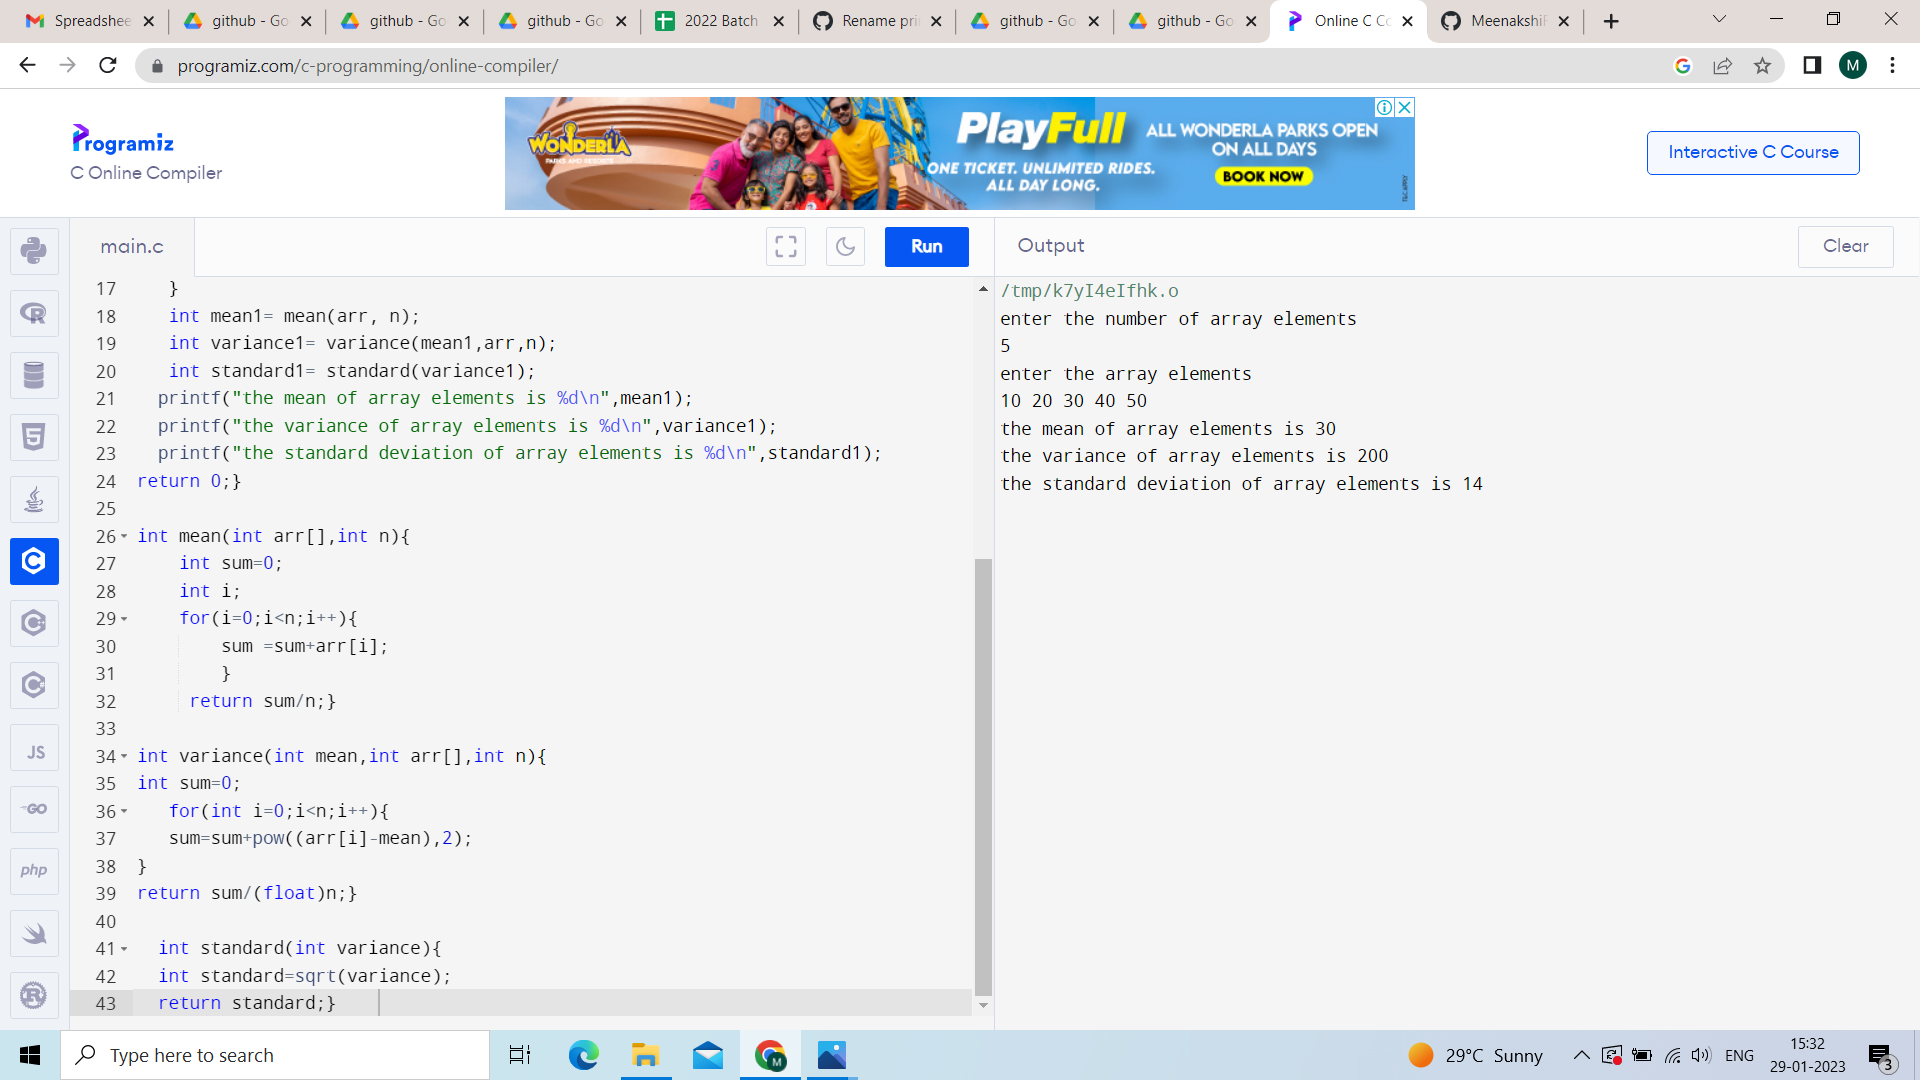 Spreadshee
github - Go
github - Go
github - Go
2022 Batch
Rename pri
github - Go
github - Go
Online C Co
Meenakshi
programiz.com/c-programming/online-compiler/
M
Programiz
C Online Compiler
WONDERLA
PARKS AND RESORTS
PlayFull
ONE TICKET. UNLIMITED RIDES.
ALL DAY LONG.
ALL WONDERLA PARKS OPEN
ON ALL DAYS
BOOK NOW
T&C APPLY
Interactive C Course
main.c
Run
Output
Clear
17 }
18 int mean1= mean(arr, n);
19 int variance1= variance(mean1,arr,n);
20 int standard1= standard(variance1);
21 printf("the mean of array elements is %d\n",mean1);
22 printf("the variance of array elements is %d\n",variance1);
23 printf("the standard deviation of array elements is %d\n",standard1);
24 return 0;}
25
26 int mean(int arr[],int n){
27 int sum=0;
28 int i;
29 for(i=0;i<n;i++){
30 sum =sum+arr[i];
31 }
32 return sum/n;}
33
34 int variance(int mean,int arr[],int n){
35 int sum=0;
36 for(int i=0;i<n;i++){
37 sum=sum+pow((arr[i]-mean),2);
38 }
39 return sum/(float)n;}
40
41 int standard(int variance){
42 int standard=sqrt(variance);
43 return standard;}
/tmp/k7yI4eIfhk.o
enter the number of array elements
5
enter the array elements
10 20 30 40 50
the mean of array elements is 30
the variance of array elements is 200
the standard deviation of array elements is 14
JS
GO
php
Type here to search
M
29°C Sunny
ENG
15:32
29-01-2023
3